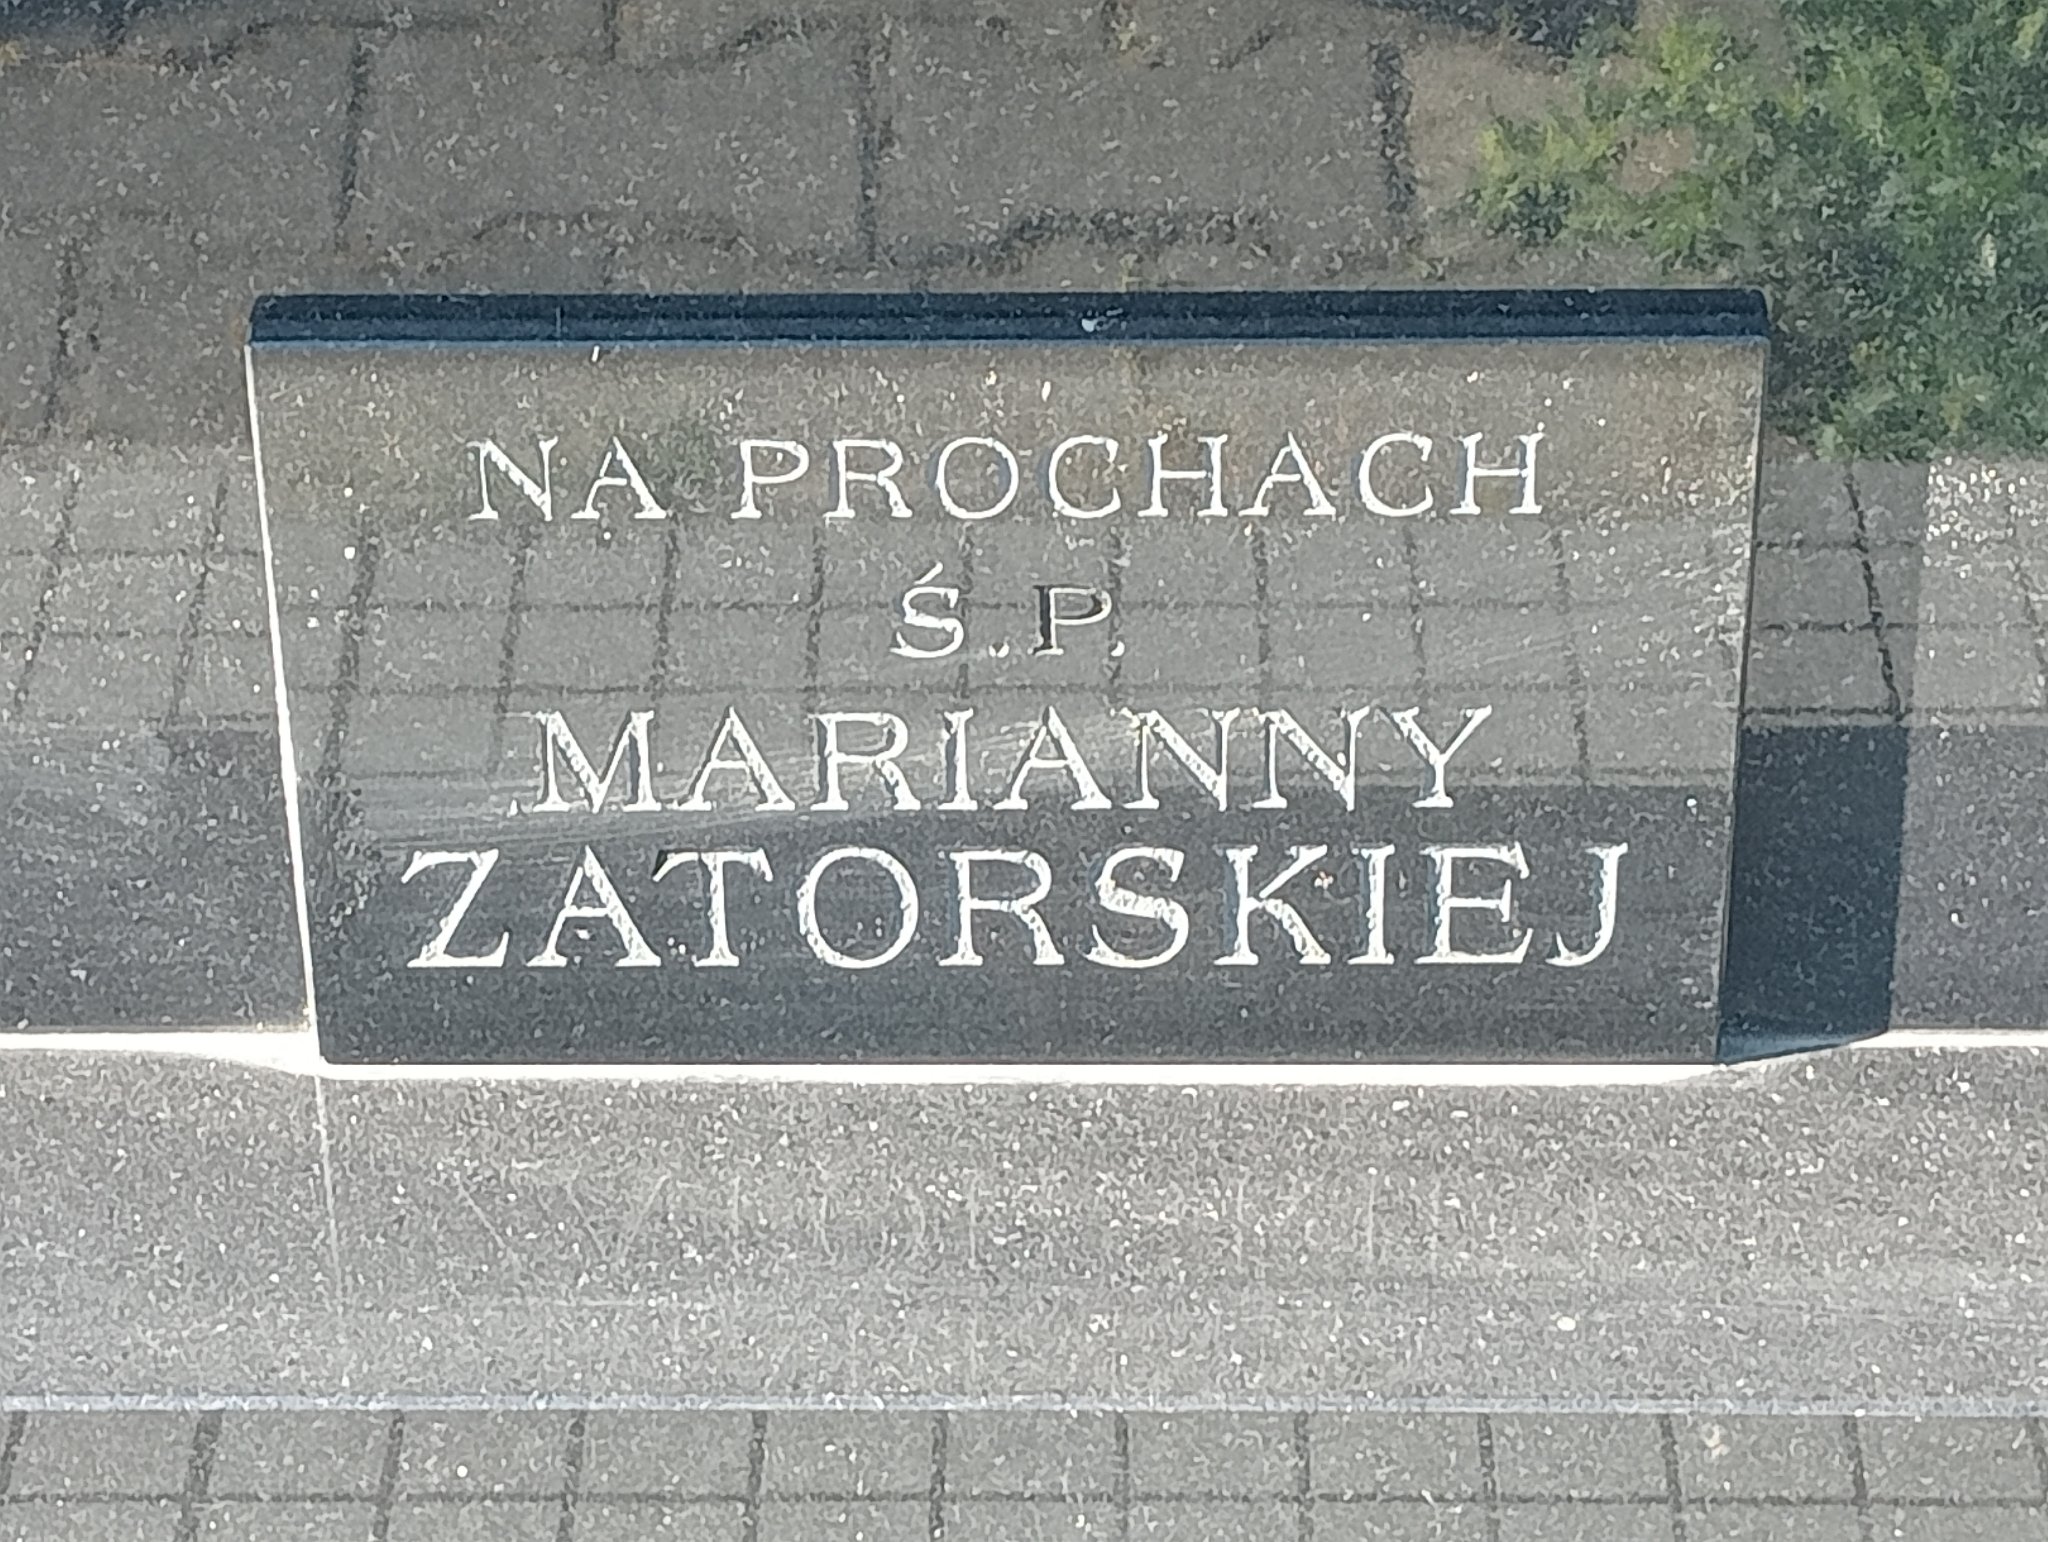 NA PROCHACH
Ś.P.
MARIANNY
ZATORSKIEJ